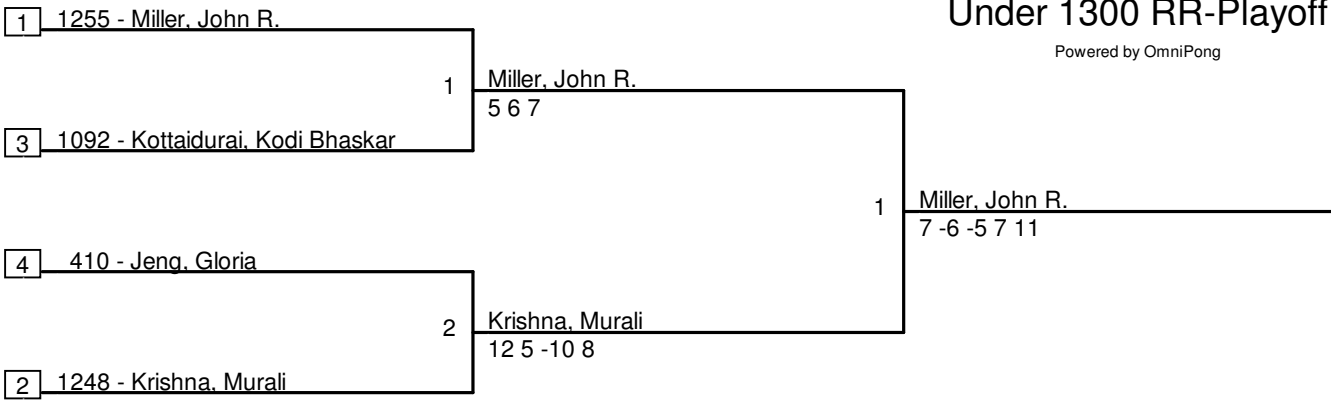 Under 1300 RR-Playoff
Powered by OmniPong
1 1255 - Miller, John R.
1 Miller, John R.
5 6 7
3 1092 - Kottaidurai, Kodi Bhaskar
1 Miller, John R.
7 -6 -5 7 11
4 410 - Jeng, Gloria
2 Krishna, Murali
12 5 -10 8
2 1248 - Krishna, Murali